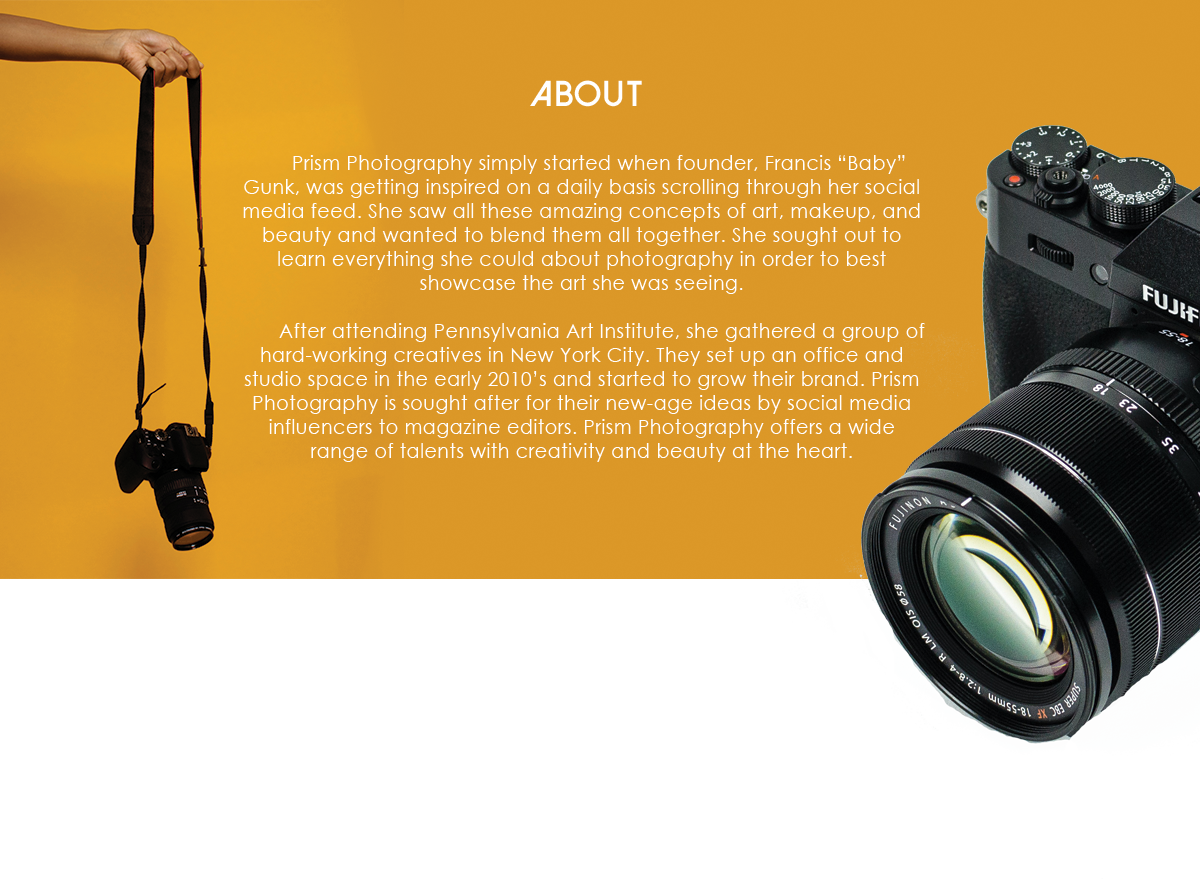 ABOUT
Prism Photography simply started when founder, Francis “Baby”
Gunk, was getting inspired on a daily basis scrolling through her social
media feed. She saw all these amazing concepts of art, makeup, and
beauty and wanted to blend them all together. She sought out to
learn everything she could about photography in order to best
showcase the art she was seeing.
After attending Pennsylvania Art Institute, she gathered a group of
hard-working creatives in New York City. They set up an office and
studio space in the early 2010’s and started to grow their brand. Prism
Photography is sought after for their new-age ideas by social media
influencers to magazine editors. Prism Photography offers a wide
range of talents with creativity and beauty at the heart.
A
4000
2000
FUJIF
18-55
18 23 35
FUJINON
SUPER EBC XF 18-55mm 1:2.8-4 R LM OIS Ø58